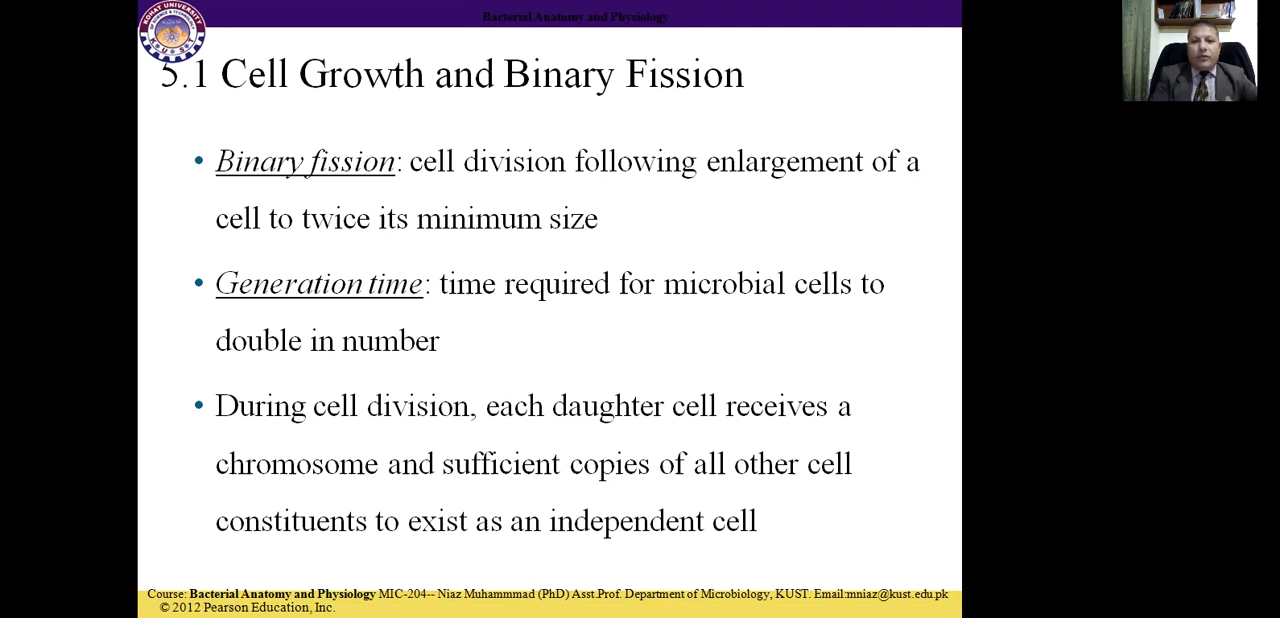 Bacterial Anatomy and Physiology
KOHAT UNIVERSITY
K U S T
5.1 Cell Growth and Binary Fission
• Binary fission: cell division following enlargement of a
cell to twice its minimum size
• Generation time: time required for microbial cells to
double in number
• During cell division, each daughter cell receives a
chromosome and sufficient copies of all other cell
constituents to exist as an independent cell
Course: Bacterial Anatomy and Physiology MIC-204-- Niaz Muhammmad (PhD) Asst.Prof. Department of Microbiology, KUST. Email:mniaz@kust.edu.pk
© 2012 Pearson Education, Inc.